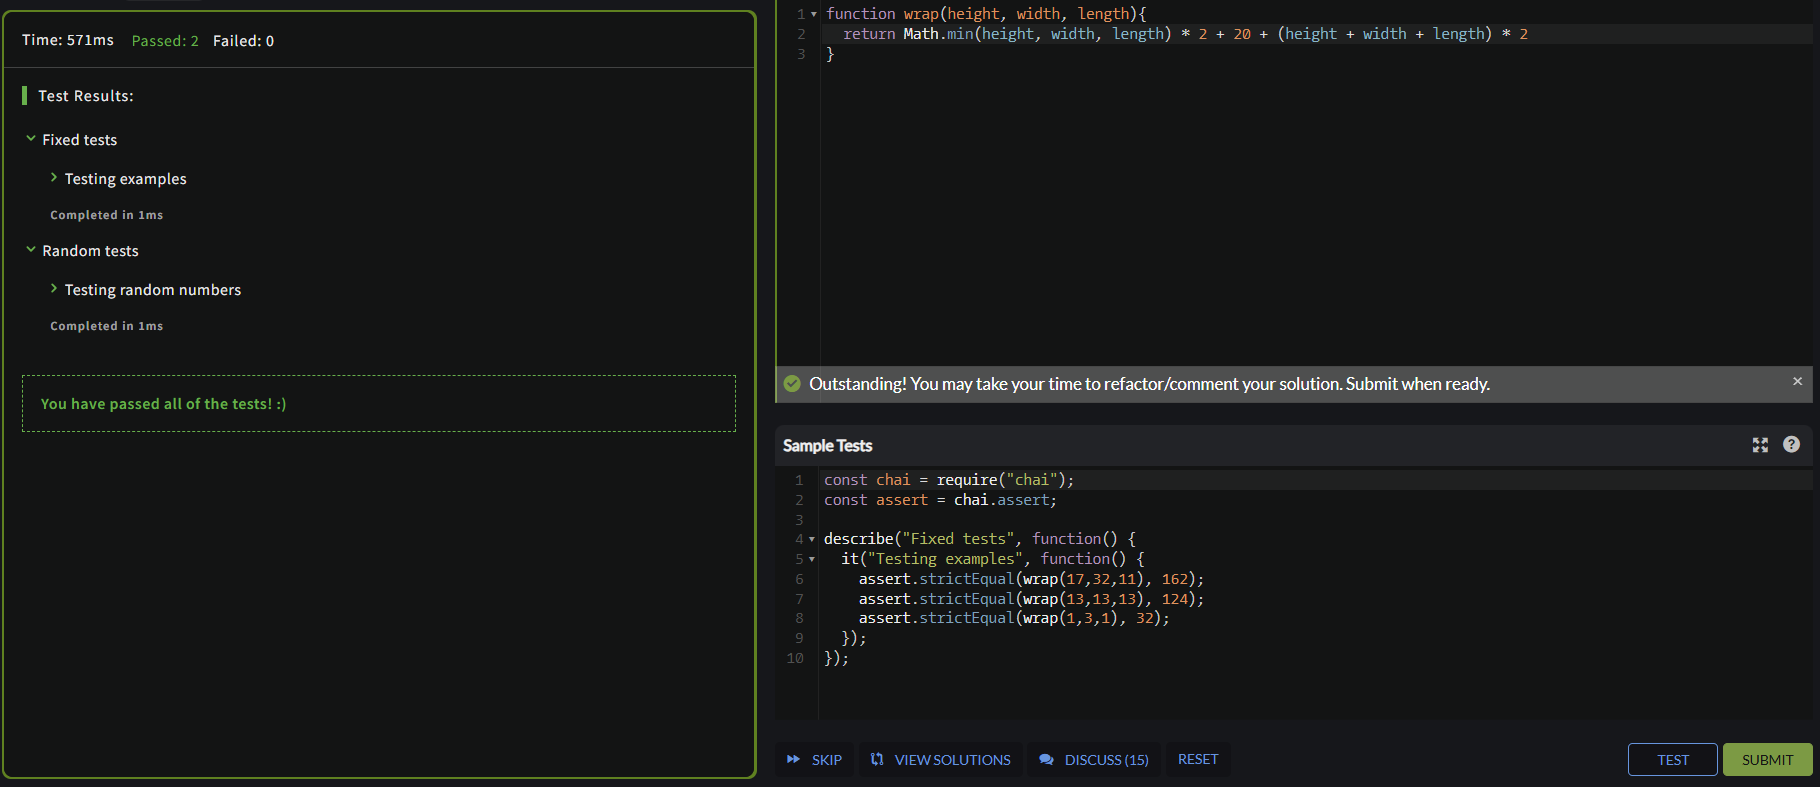 Time: 571ms Passed: 2 Failed: 0
Test Results:
Fixed tests
Testing examples
Completed in 1ms
Random tests
Testing random numbers
Completed in 1ms
You have passed all of the tests! :)
1 function wrap(height, width, length){
2 return Math.min(height, width, length) * 2 + 20 + (height + width + length) * 2
3 }
Outstanding! You may take your time to refactor/comment your solution. Submit when ready.
Sample Tests
1 const chai = require("chai");
2 const assert = chai.assert;
3
4 describe("Fixed tests", function() {
5 it("Testing examples", function() {
6 assert.strictEqual(wrap(17,32,11), 162);
7 assert.strictEqual(wrap(13,13,13), 124);
8 assert.strictEqual(wrap(1,3,1), 32);
9 });
10 });
SKIP VIEW SOLUTIONS DISCUSS (15) RESET TEST SUBMIT